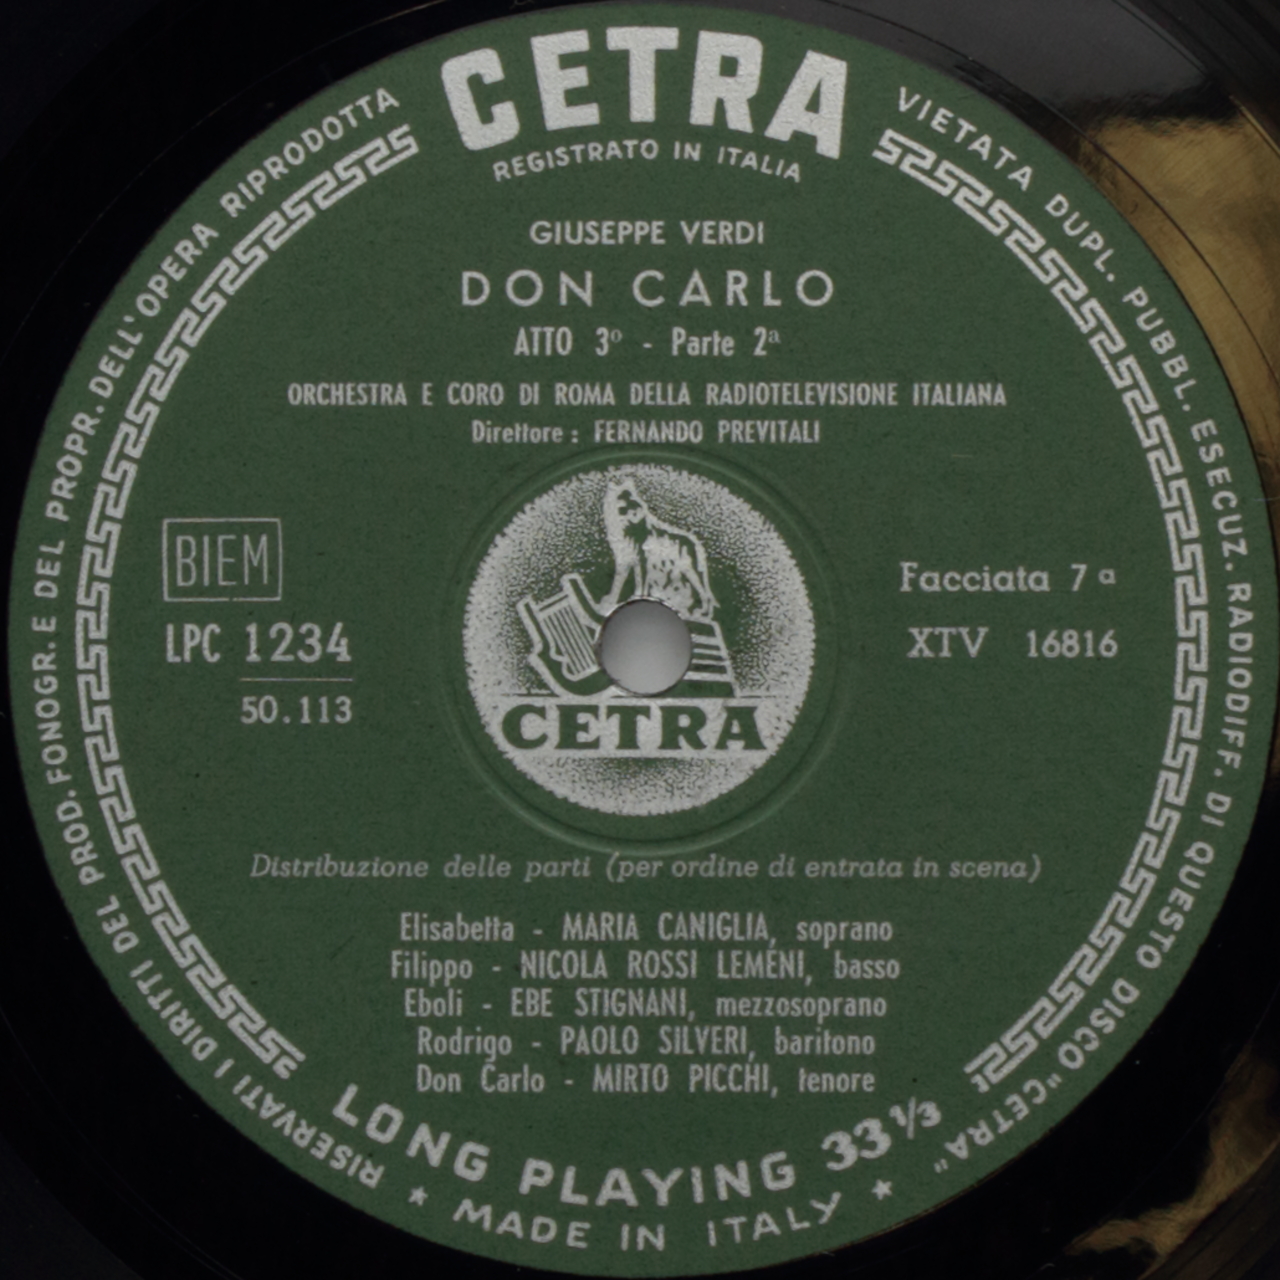 CETRA
REGISTRATO IN ITALIA
GIUSEPPE VERDI
DON CARLO
ATTO 3º - Parte 2ª
ORCHESTRA E CORO DI ROMA DELLA RADIOTELEVISIONE ITALIANA
Direttore : FERNANDO PREVITALI
BIEM
LPC 1234
50.113
Facciata 7ª
XTV 16816
CETRA
Distribuzione delle parti (per ordine di entrata in scena)
Elisabetta - MARIA CANIGLIA, soprano
Filippo - NICOLA ROSSI LEMENI, basso
Eboli - EBE STIGNANI, mezzosoprano
Rodrigo - PAOLO SILVERI, baritono
Don Carlo - MIRTO PICCHI, tenore
LONG PLAYING 33⅓
★ MADE IN ITALY ★
RISERVATI I DIRITTI DEL PROD. FONOGR. E DEL PROPR. DELL'OPERA RIPRODOTTA
VIETATA DUPL. PUBBL. ESECUZ. RADIODIFF. DI QUESTO DISCO "CETRA"